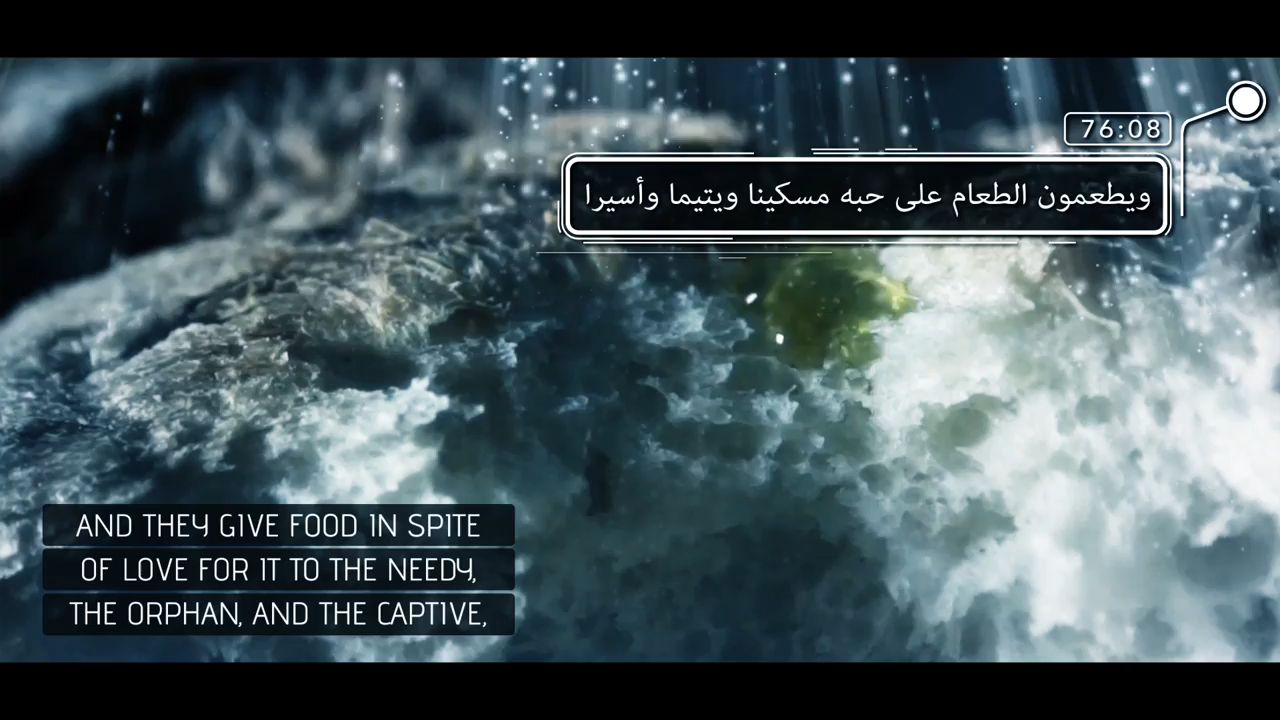 76:08
ويطعمون الطعام على حبه مسكينا ويتيما وأسيرا
AND THEY GIVE FOOD IN SPITE
OF LOVE FOR IT TO THE NEEDY,
THE ORPHAN, AND THE CAPTIVE,